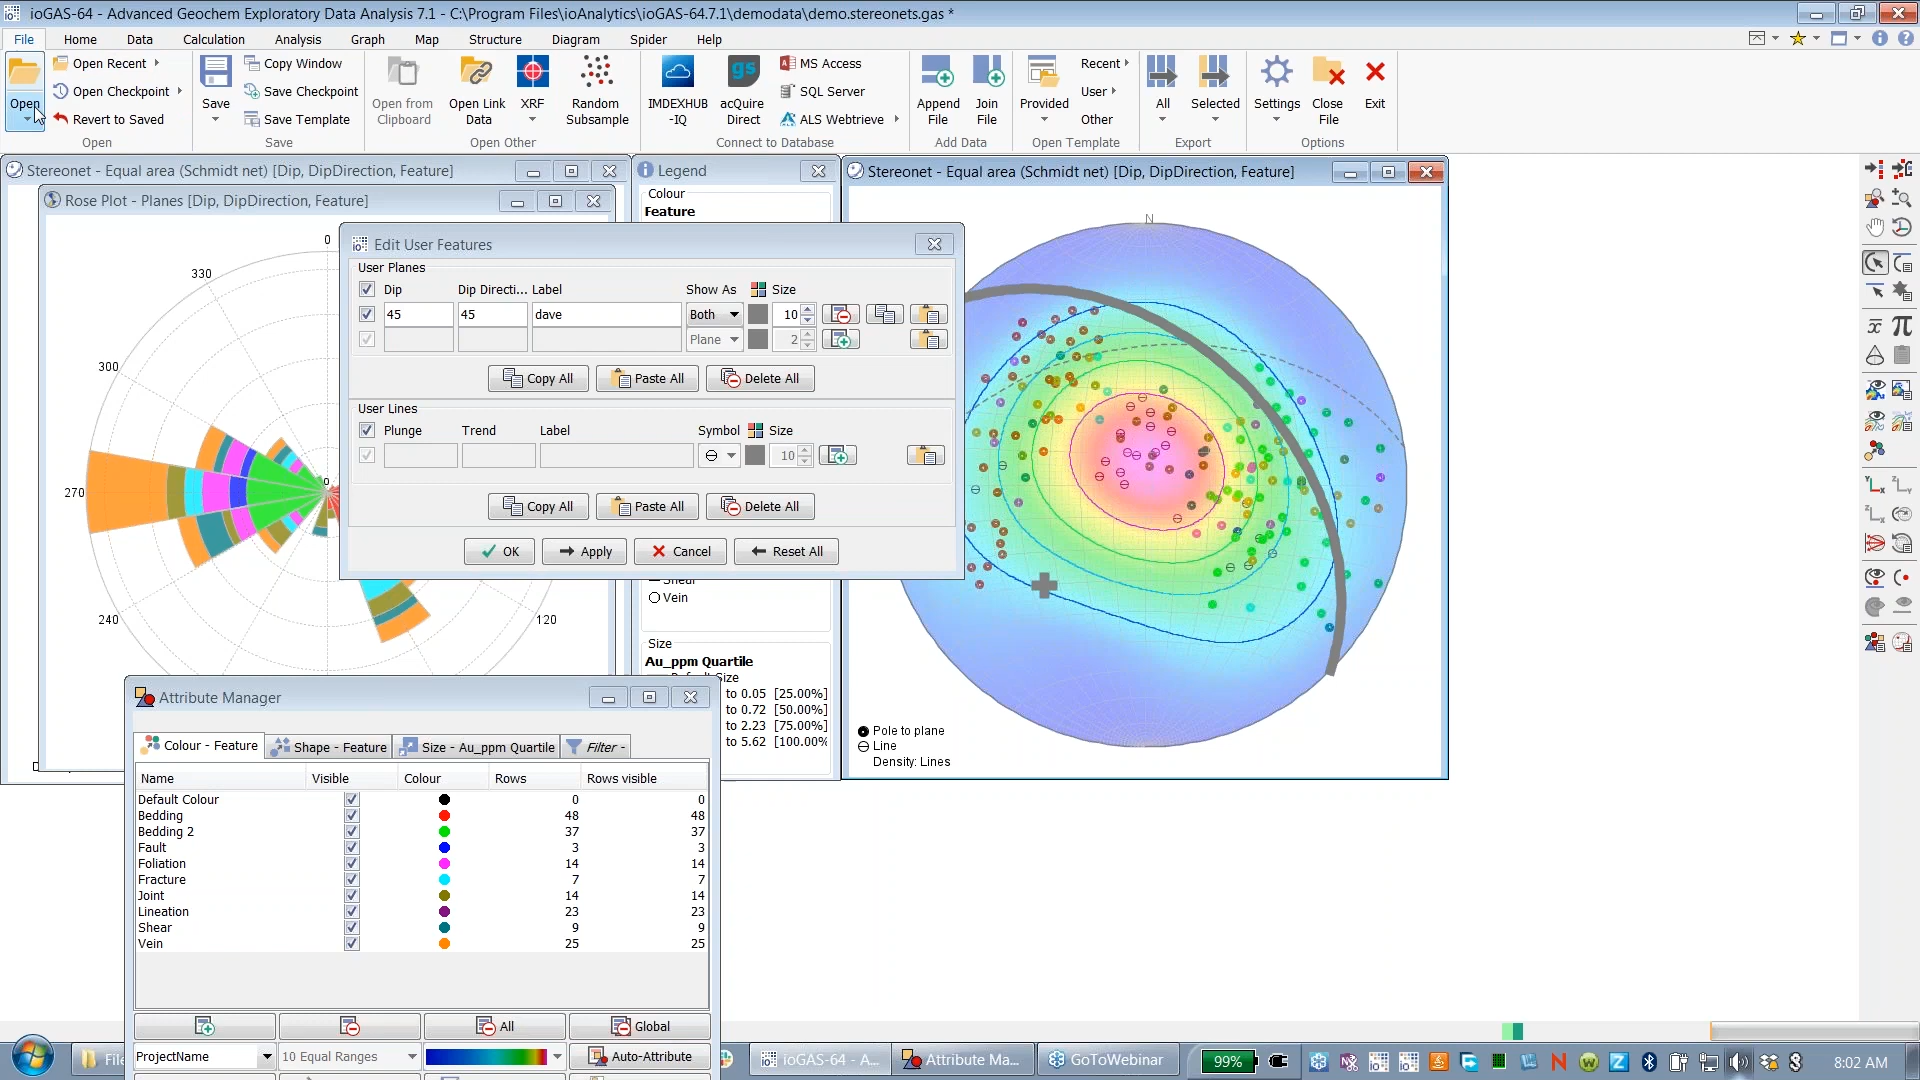 ioGAS-64 - Advanced Geochem Exploratory Data Analysis 7.1 - C:\Program Files\ioAnalytics\ioGAS-64.7.1\demodata\demo.stereonets.gas *
File Home Data Calculation Analysis Graph Map Structure Diagram Spider Help
Open Recent Copy Window MS Access Recent
Open Checkpoint Save Checkpoint SQL Server User
Open Save Open from Clipboard Open Link Data XRF Random Subsample IMDEXHUB -IQ acQuire Direct Append File Join File Provided All Selected Settings Close File Exit
Revert to Saved Save Template ALS Webtrieve Other
Open Save Open Other Connect to Database Add Data Open Template Export Options
Stereonet - Equal area (Schmidt net) [Dip, DipDirection, Feature]
Rose Plot - Planes [Dip, DipDirection, Feature]
0
330
300
270
240
120
0
Legend
Colour
Feature
Shear
Vein
Size
Au_ppm Quartile
to 0.05 [25.00%]
to 0.72 [50.00%]
to 2.23 [75.00%]
to 5.62 [100.00%
Stereonet - Equal area (Schmidt net) [Dip, DipDirection, Feature]
N
Pole to plane
Line
Density: Lines
Edit User Features
User Planes
Dip Dip Directi... Label Show As Size
45 45 dave Both 10
Plane 2
Copy All Paste All Delete All
User Lines
Plunge Trend Label Symbol Size
10
Copy All Paste All Delete All
OK Apply Cancel Reset All
Attribute Manager
Colour - Feature Shape - Feature Size - Au_ppm Quartile Filter -
Name Visible Colour Rows Rows visible
Default Colour 0 0
Bedding 48 48
Bedding 2 37 37
Fault 3 3
Foliation 14 14
Fracture 7 7
Joint 14 14
Lineation 23 23
Shear 9 9
Vein 25 25
All Global
ProjectName 10 Equal Ranges Auto-Attribute
ioGAS-64 - A... Attribute Ma... GoToWebinar 99% 8:02 AM